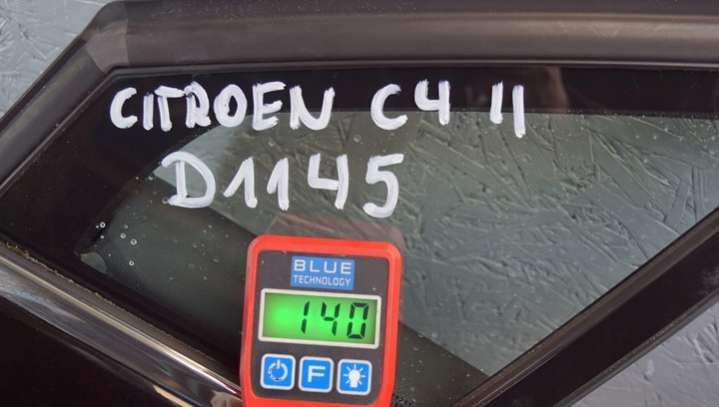 CITROEN C4 II
D1145
BLUE
TECHNOLOGY
140
F